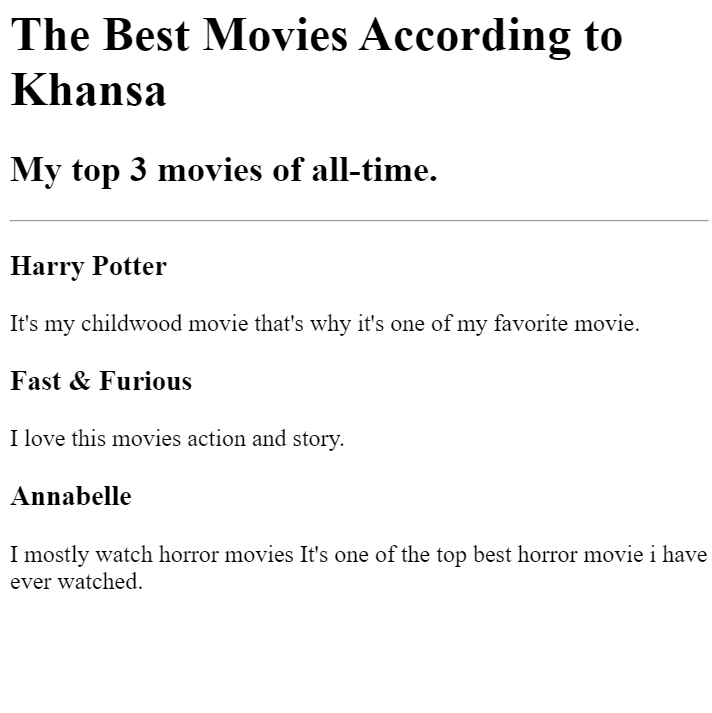 The Best Movies According to
Khansa
My top 3 movies of all-time.
Harry Potter
It's my childwood movie that's why it's one of my favorite movie.
Fast & Furious
I love this movies action and story.
Annabelle
I mostly watch horror movies It's one of the top best horror movie i have
ever watched.